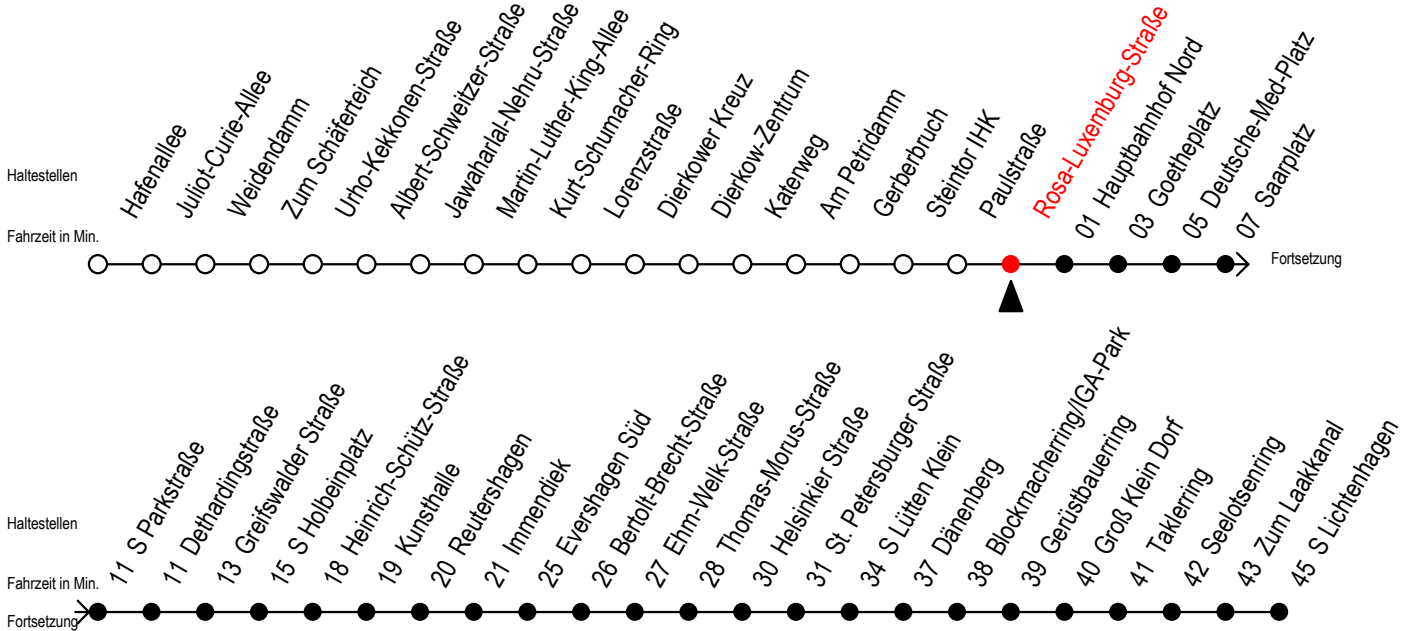 Haltestellen
Hafenallee
Juliot-Curie-Allee
Weidendamm
Zum Schäferteich
Urho-Kekkonen-Straße
Albert-Schweitzer-Straße
Jawaharlal-Nehru-Straße
Martin-Luther-King-Allee
Kurt-Schumacher-Ring
Lorenzstraße
Dierkower Kreuz
Dierkow-Zentrum
Katerweg
Am Petridamm
Gerberbruch
Steintor IHK
Paulstraße
Rosa-Luxemburg-Straße
01 Hauptbahnhof Nord
03 Goetheplatz
05 Deutsche-Med-Platz
07 Saarplatz
Fahrzeit in Min.
Fortsetzung
Haltestellen
11 S Parkstraße
11 Dethardingstraße
13 Greifswalder Straße
15 S Holbeinplatz
18 Heinrich-Schütz-Straße
19 Kunsthalle
20 Reutershagen
21 Immendiek
25 Evershagen Süd
26 Bertolt-Brecht-Straße
27 Ehm-Welk-Straße
28 Thomas-Morus-Straße
30 Helsinkier Straße
31 St. Petersburger Straße
34 S Lütten Klein
37 Dänenberg
38 Blockmacherring/IGA-Park
39 Gerüstbauerring
40 Groß Klein Dorf
41 Taklerring
42 Seelotsenring
43 Zum Laakkanal
45 S Lichtenhagen
Fahrzeit in Min.
Fortsetzung